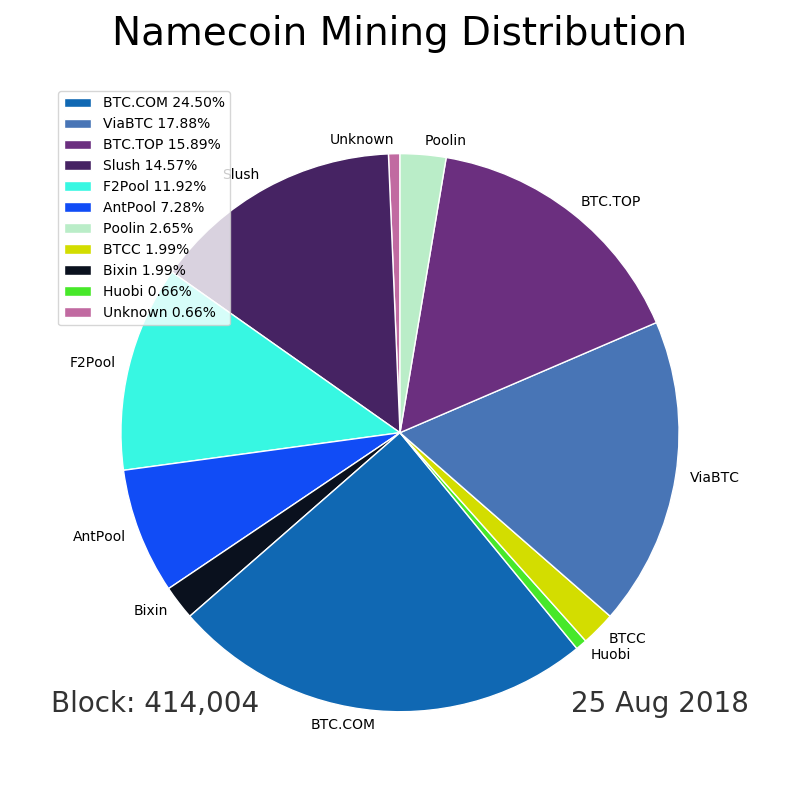 Namecoin Mining Distribution
BTC.COM 24.50%
ViaBTC 17.88%
BTC.TOP 15.89%
Slush 14.57%
F2Pool 11.92%
AntPool 7.28%
Poolin 2.65%
BTCC 1.99%
Bixin 1.99%
Huobi 0.66%
Unknown 0.66%
Unknown
Poolin
Slush
BTC.TOP
F2Pool
ViaBTC
AntPool
Bixin
BTCC
Huobi
BTC.COM
Block: 414,004
25 Aug 2018